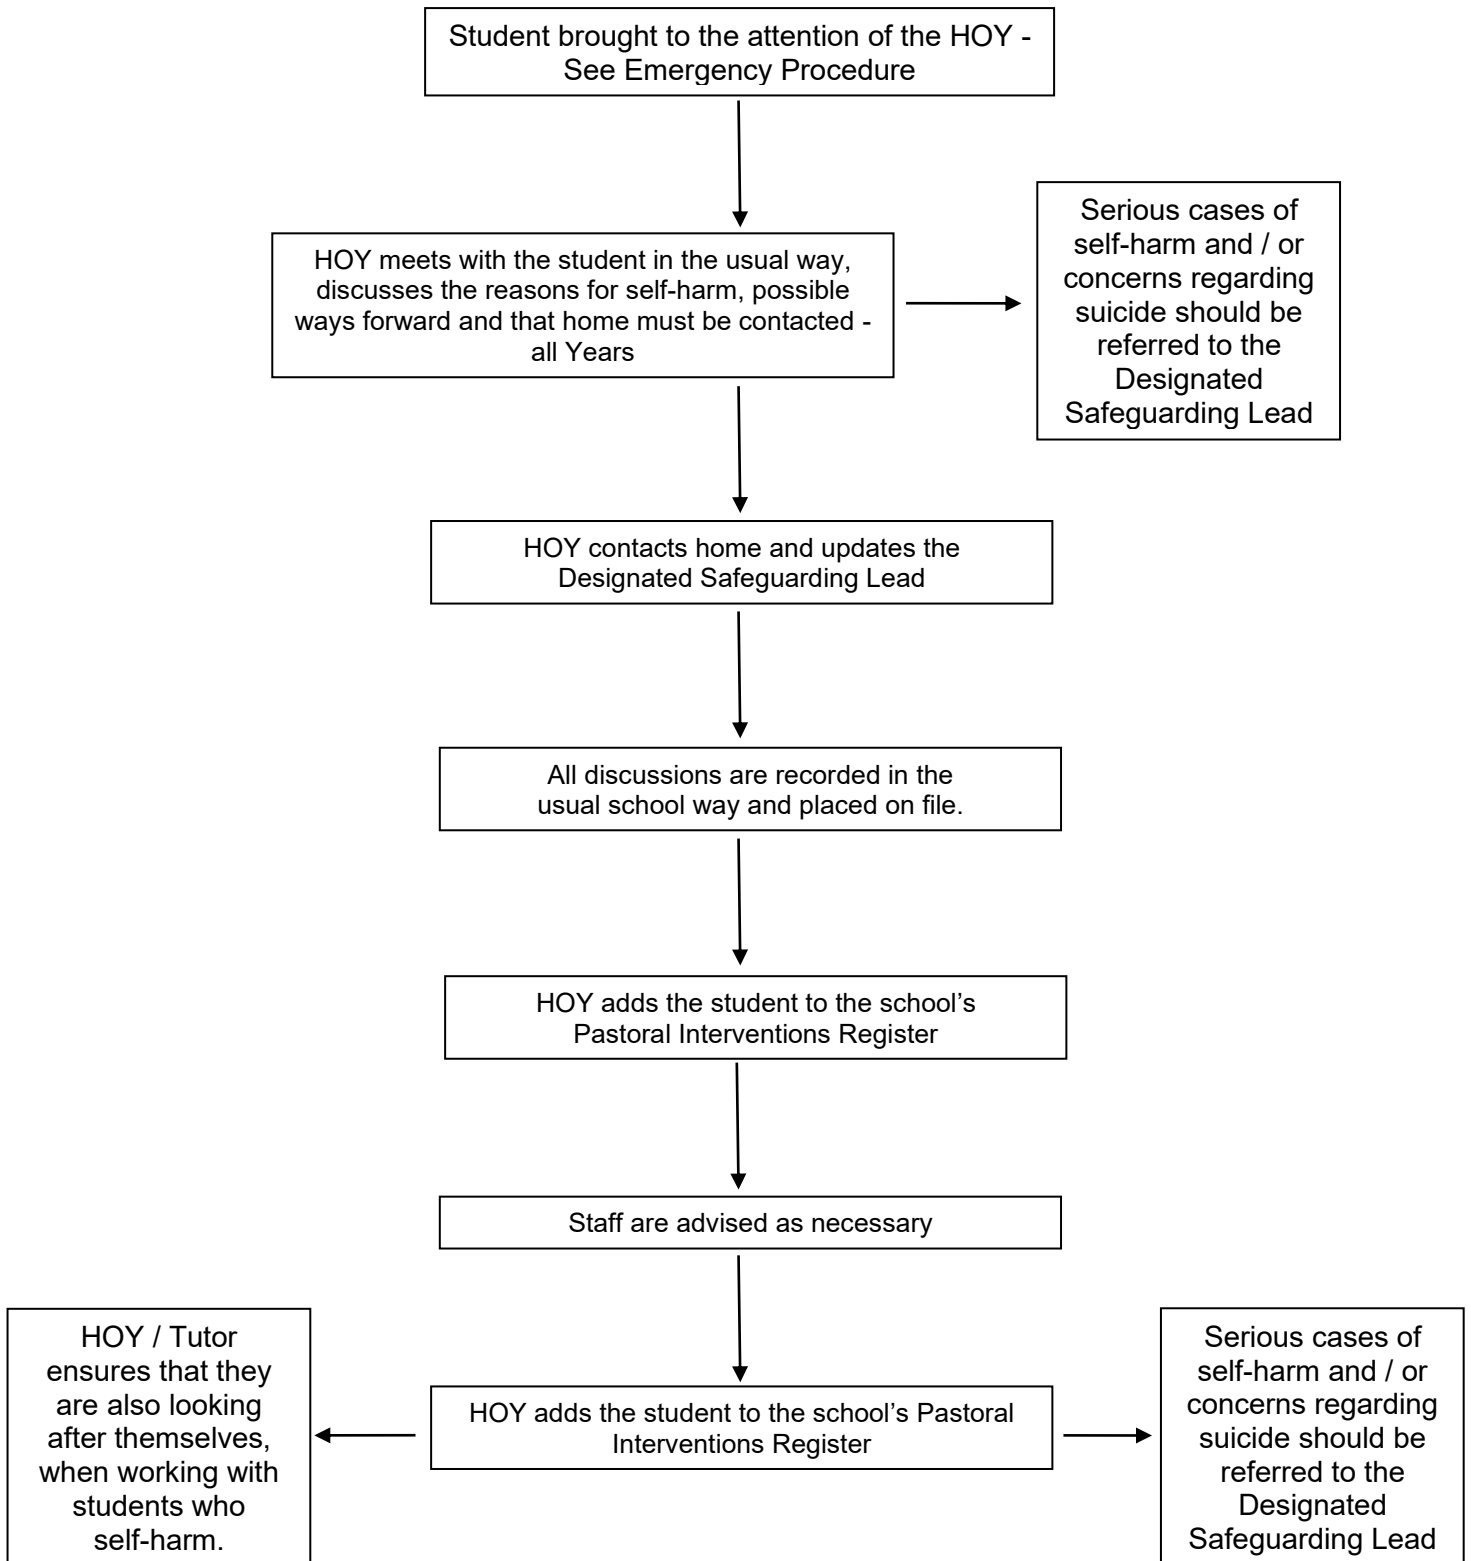 Student brought to the attention of the HOY -
See Emergency Procedure
HOY meets with the student in the usual way,
discusses the reasons for self-harm, possible
ways forward and that home must be contacted -
all Years
Serious cases of
self-harm and / or
concerns regarding
suicide should be
referred to the
Designated
Safeguarding Lead
HOY contacts home and updates the
Designated Safeguarding Lead
All discussions are recorded in the
usual school way and placed on file.
HOY adds the student to the school’s
Pastoral Interventions Register
Staff are advised as necessary
HOY / Tutor
ensures that they
are also looking
after themselves,
when working with
students who
self-harm.
HOY adds the student to the school’s Pastoral
Interventions Register
Serious cases of
self-harm and / or
concerns regarding
suicide should be
referred to the
Designated
Safeguarding Lead